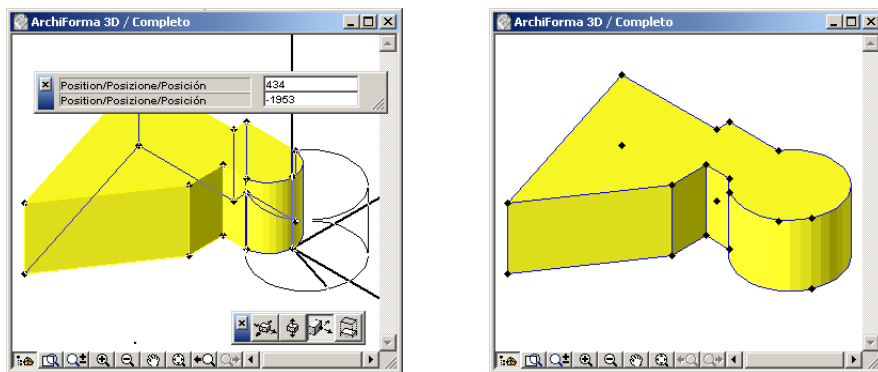 ArchiForma 3D / Completo
Position/Posizione/Posición 434
Position/Posizione/Posición -1953
ArchiForma 3D / Completo